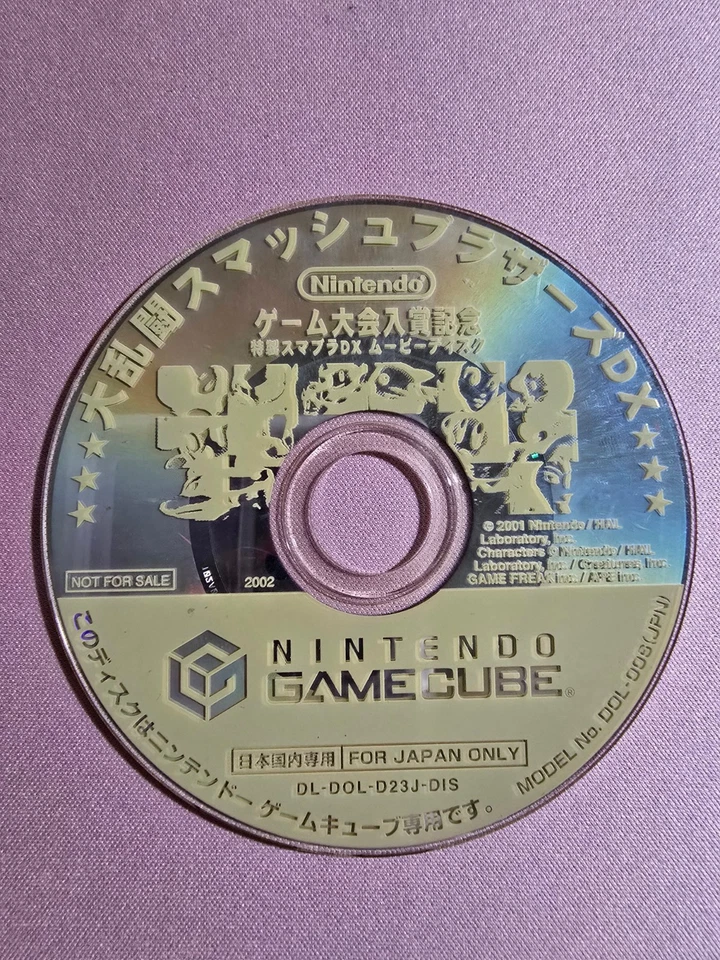 ★★★大乱闘スマッシュブラザーズDX★★★
Nintendo
ゲーム大会入賞記念
特製スマブラDX ムービーディスク
© 2001 Nintendo / HAL
Laboratory, Inc.
Characters © Nintendo / HAL
Laboratory, Inc. / Creatures, Inc. /
GAME FREAK inc. / APE inc.
NOT FOR SALE
2002
NINTENDO
GAMECUBE®
日本国内専用 FOR JAPAN ONLY
DL-DOL-D23J-DIS
このディスクはニンテンドー ゲームキューブ専用です。
MODEL No. DOL-006(JPN)